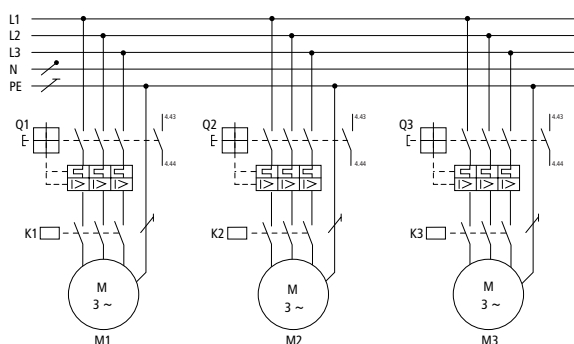 L1
L2
L3
N
PE
Q1
4.43
4.44
Q2
4.43
4.44
Q3
4.43
4.44
I> I> I>
I> I> I>
I> I> I>
K1
K2
K3
M
3 ~
M
3 ~
M
3 ~
M1
M2
M3